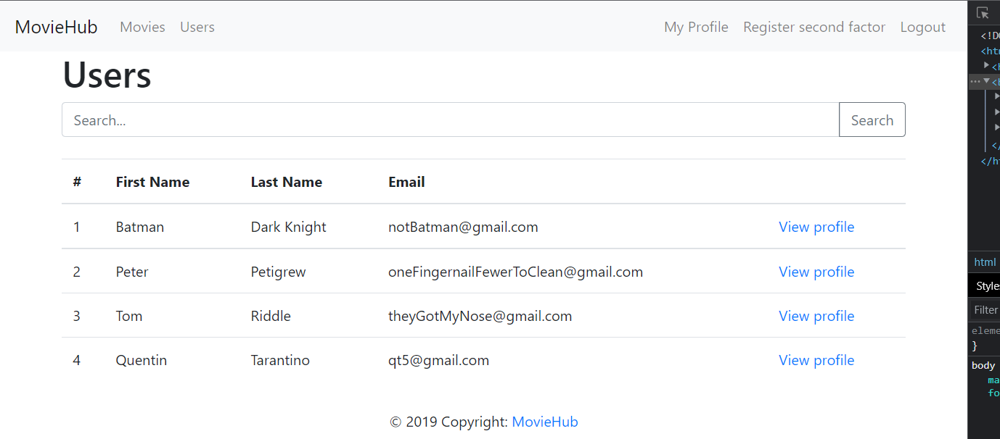 MovieHub Movies Users My Profile Register second factor Logout
Users
Search... Search
# First Name Last Name Email
1 Batman Dark Knight notBatman@gmail.com View profile
2 Peter Petigrew oneFingernailFewerToClean@gmail.com View profile
3 Tom Riddle theyGotMyNose@gmail.com View profile
4 Quentin Tarantino qt5@gmail.com View profile
© 2019 Copyright: MovieHub
<!D
<ht
<
<
</
</h
html
Style
Filter
eleme
}
body
ma
fo